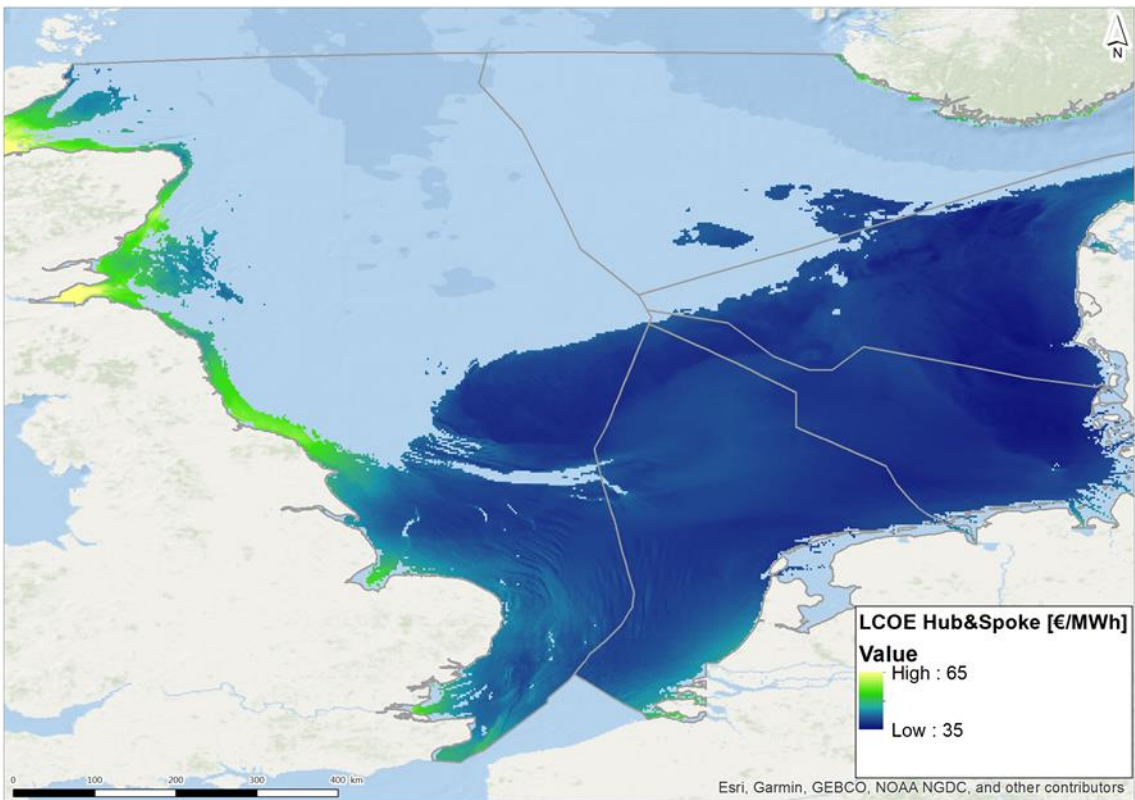 N
LCOE Hub&Spoke [€/MWh]
Value
High : 65
Low : 35
0 100 200 300 400 km
Esri, Garmin, GEBCO, NOAA NGDC, and other contributors